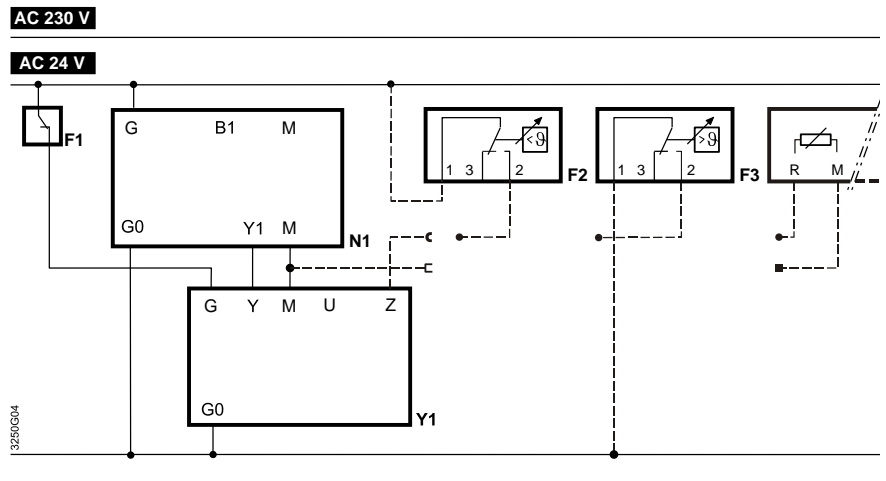 AC 230 V
AC 24 V
F1
G B1 M
G0 Y1 M
N1
1 3 2
<ϑ
F2
1 3 2
>ϑ
F3
R M
G Y M U Z
G0
Y1
3250G04